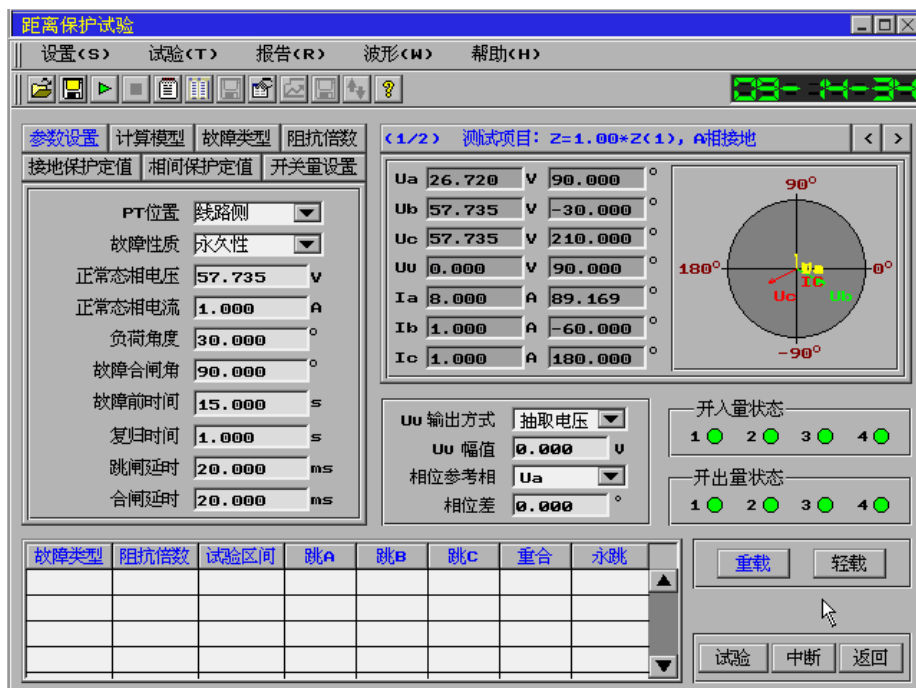 距离保护试验
设置(S) 试验(T) 报告(R) 波形(W) 帮助(H)
参数设置 计算模型 故障类型 阻抗倍数
接地保护定值 相间保护定值 开关量设置
PT位置 线路侧
故障性质 永久性
正常态相电压 57.735 V
正常态相电流 1.000 A
负荷角度 30.000 °
故障合闸角 90.000 °
故障前时间 15.000 s
复归时间 1.000 s
跳闸延时 20.000 ms
合闸延时 20.000 ms
(1/2) 测试项目: Z=1.00*Z(1), A相接地 < >
Ua 26.720 V 90.000 °
Ub 57.735 V -30.000 °
Uc 57.735 V 210.000 °
Uu 0.000 V 90.000 °
Ia 8.000 A 89.169 °
Ib 1.000 A -60.000 °
Ic 1.000 A 180.000 °
90°
180° Ua 0°
IC
Uc Ub
-90°
Uu 输出方式 抽取电压
Uu 幅值 0.000 V
相位参考相 Ua
相位差 0.000 °
开入量状态
1 2 3 4
开出量状态
1 2 3 4
故障类型 阻抗倍数 试验区间 跳A 跳B 跳C 重合 永跳
重载 轻载
试验 中断 返回